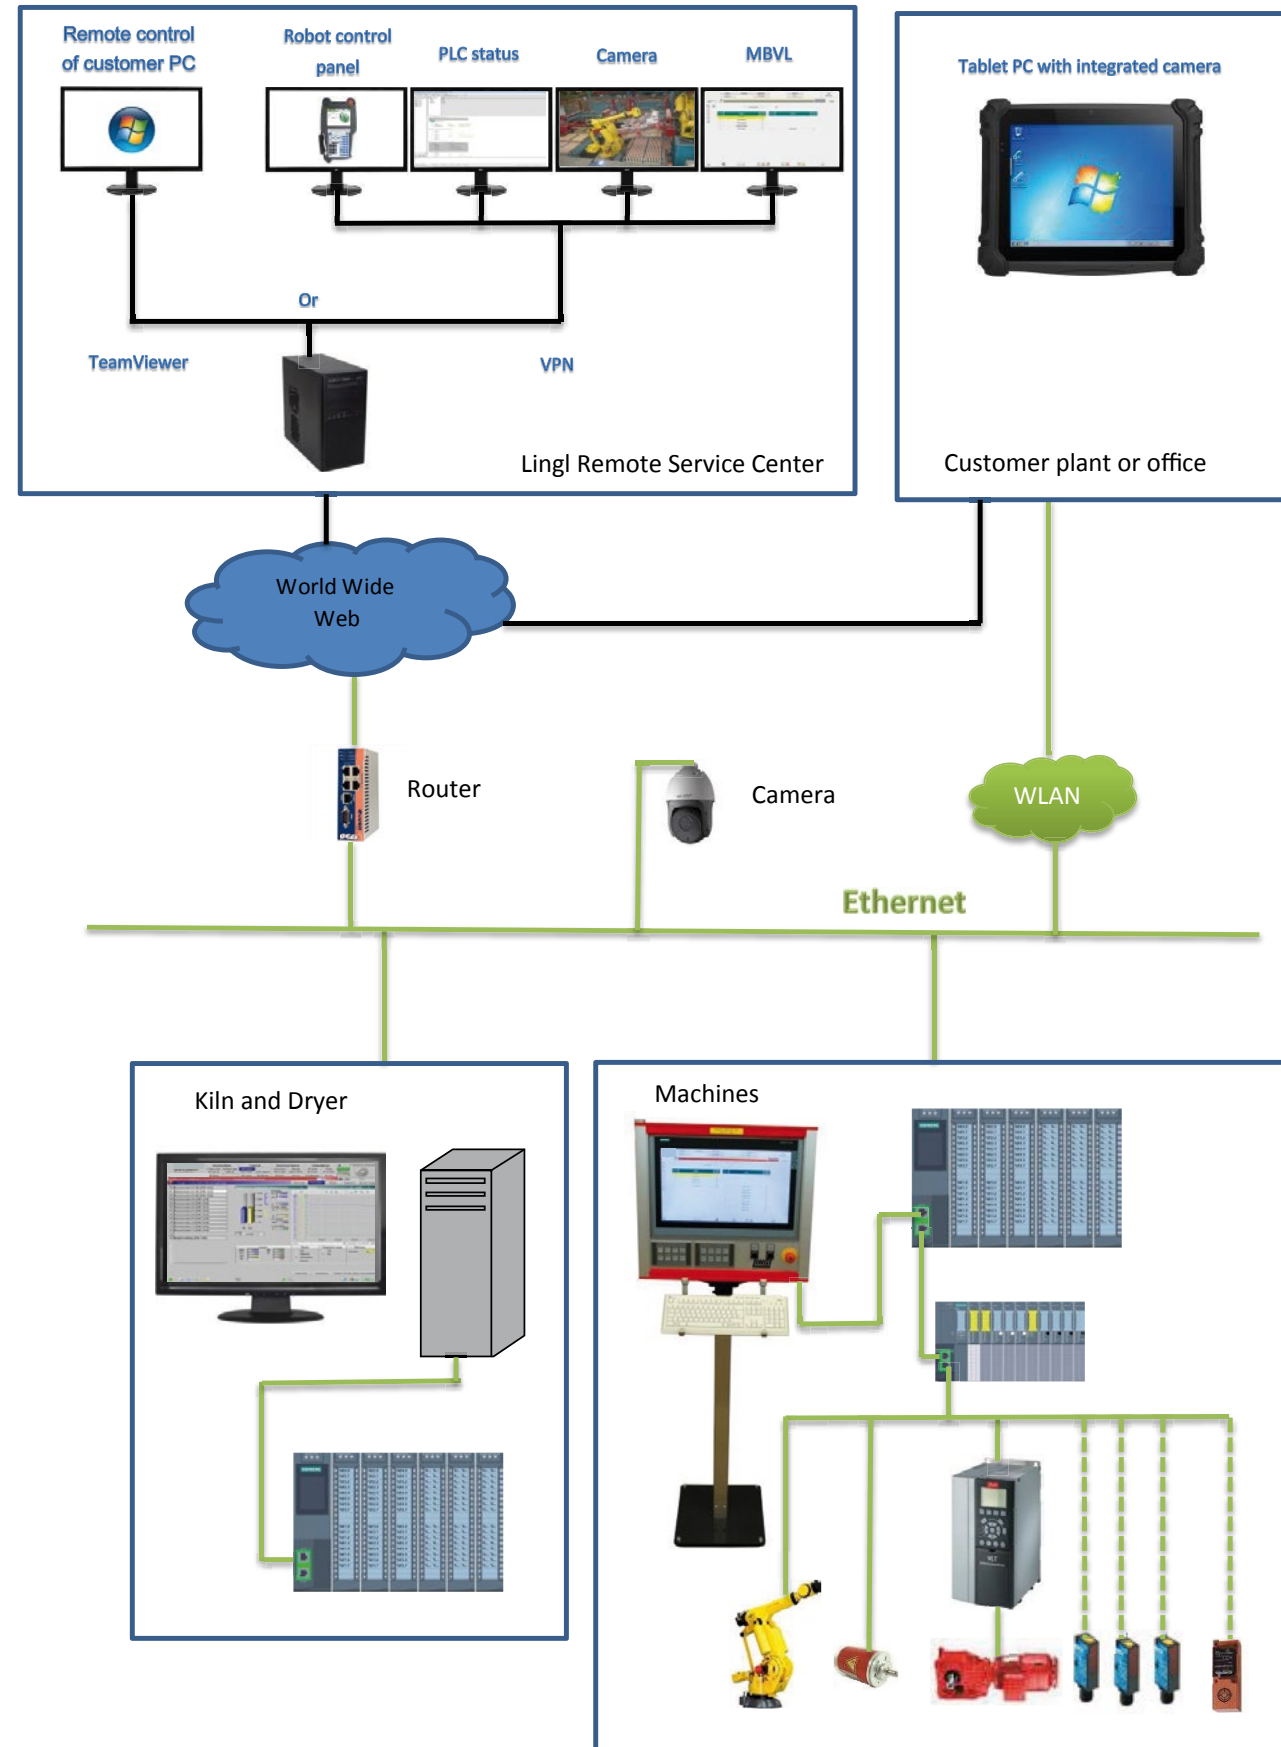 Remote control
of customer PC
Robot control
panel
PLC status
Camera
MBVL
Tablet PC with integrated camera
Or
TeamViewer
VPN
Lingl Remote Service Center
Customer plant or office
World Wide
Web
Router
Camera
WLAN
Ethernet
Kiln and Dryer
Machines
VLT